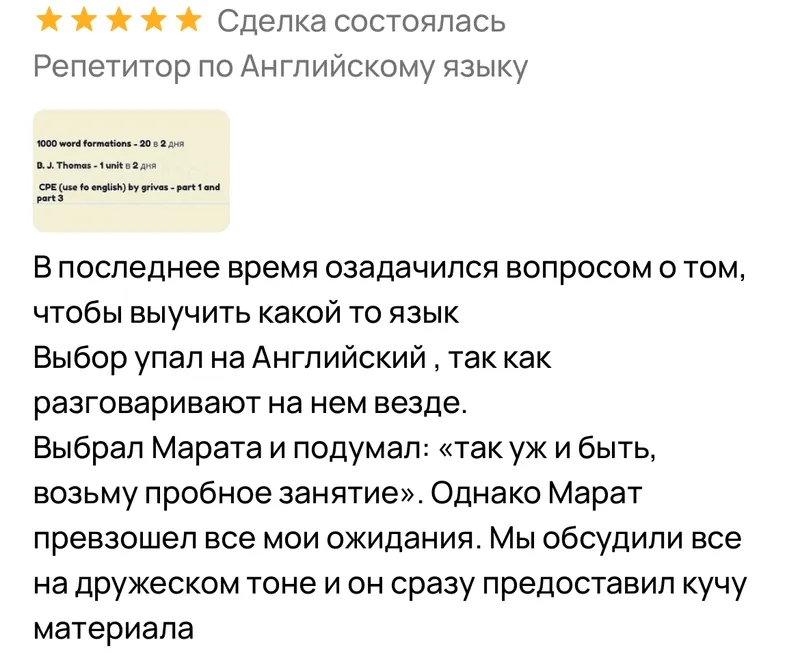 Сделка состоялась
Репетитор по Английскому языку
1000 word formations - 20 в 2 дня
B. J. Thomas - 1 unit в 2 дня
CPE (use fo english) by grivas - part 1 and
part 3
В последнее время озадачился вопросом о том,
чтобы выучить какой то язык
Выбор упал на Английский , так как
разговаривают на нем везде.
Выбрал Марата и подумал: «так уж и быть,
возьму пробное занятие». Однако Марат
превзошел все мои ожидания. Мы обсудили все
на дружеском тоне и он сразу предоставил кучу
материала